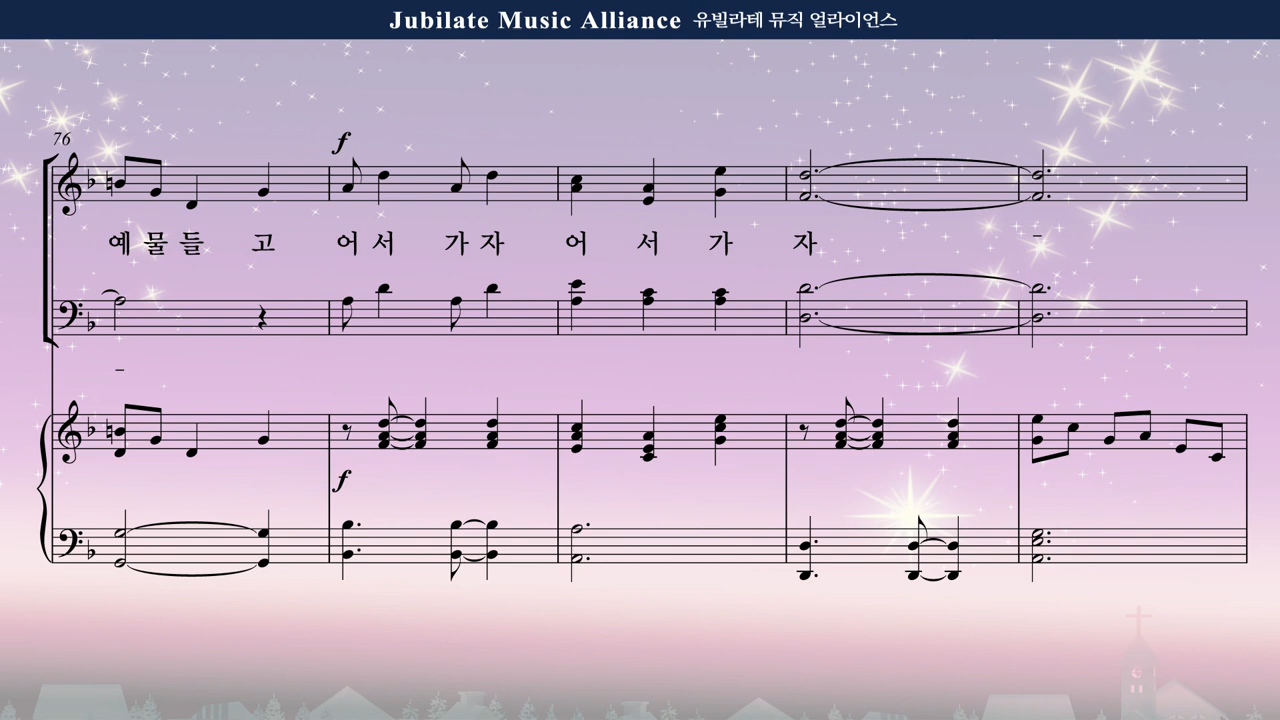 Jubilate Music Alliance 유빌라테 뮤직 얼라이언스
76
f
예 물 들 고 어 서 가 자 어 서 가 자 -
-
f